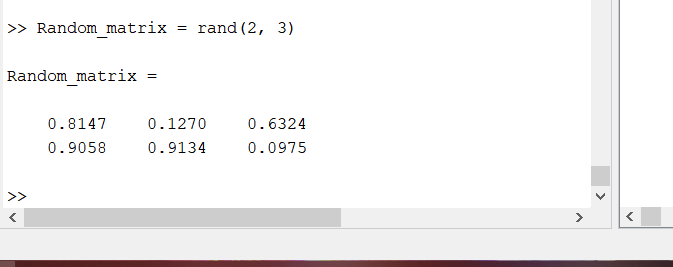 >> Random_matrix = rand(2, 3)
Random_matrix =
0.8147 0.1270 0.6324
0.9058 0.9134 0.0975
>>